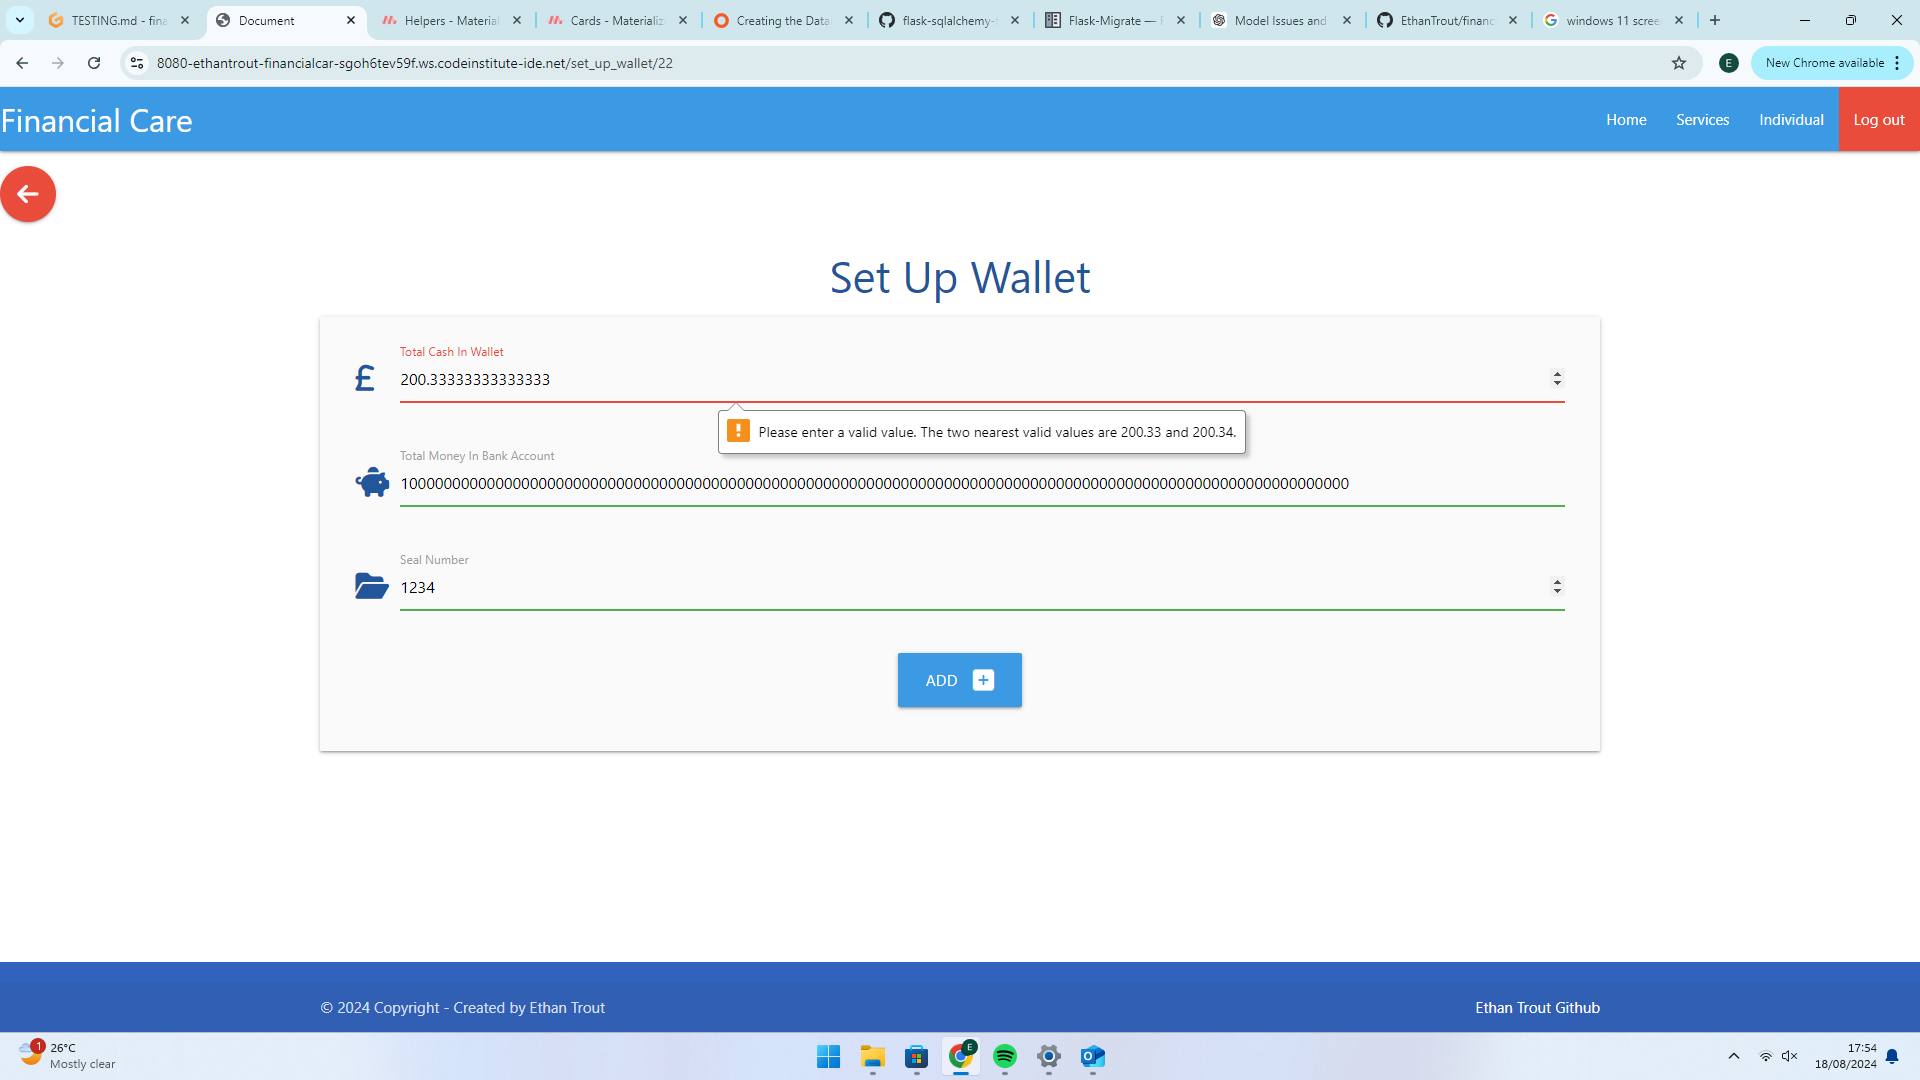 TESTING.md - fina
Document
Helpers - Material
Cards - Materializ
Creating the Data
flask-sqlalchemy-
Flask-Migrate —
Model Issues and
EthanTrout/financ
windows 11 scree
8080-ethantrout-financialcar-sgoh6tev59f.ws.codeinstitute-ide.net/set_up_wallet/22
E
New Chrome available
Financial Care
Home
Services
Individual
Log out
Set Up Wallet
Total Cash In Wallet
£
200.33333333333333
Please enter a valid value. The two nearest valid values are 200.33 and 200.34.
Total Money In Bank Account
Seal Number
1234
ADD
© 2024 Copyright - Created by Ethan Trout
Ethan Trout Github
1
26°C
Mostly clear
E
17:54
18/08/2024